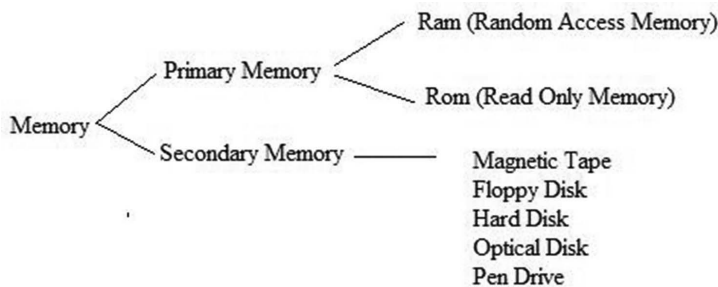 Memory
Primary Memory
Ram (Random Access Memory)
Rom (Read Only Memory)
Secondary Memory
Magnetic Tape
Floppy Disk
Hard Disk
Optical Disk
Pen Drive